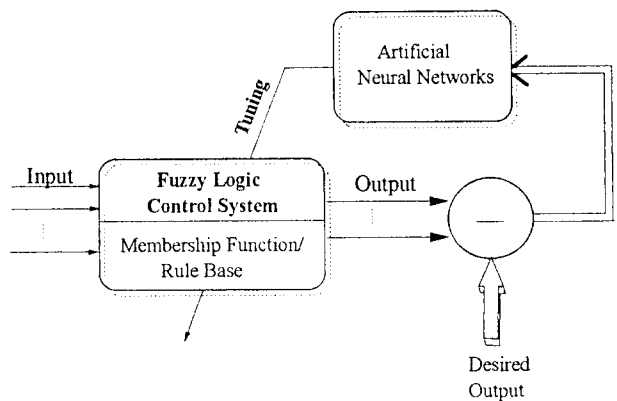 Artificial
Neural Networks
Tuning
Input
Fuzzy Logic
Control System
Output
Membership Function/
Rule Base
Desired
Output